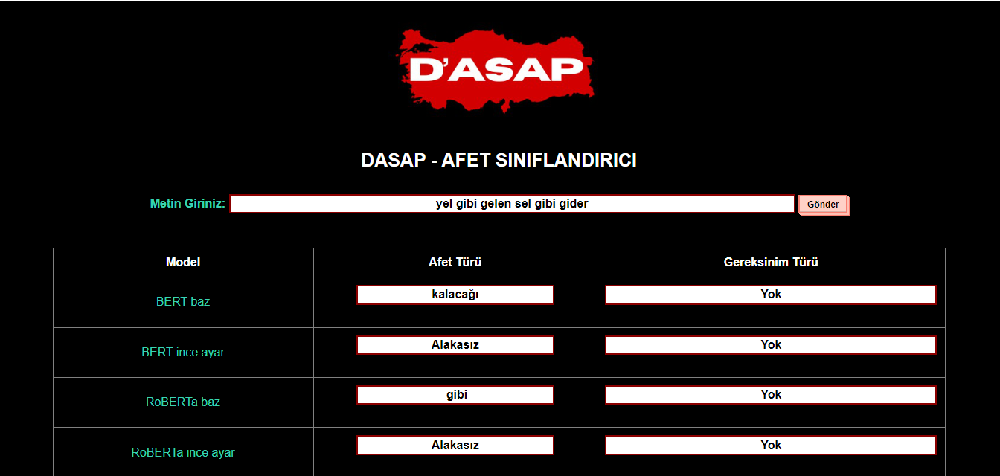 D'ASAP
DASAP - AFET SINIFLANDIRICI
Metin Giriniz: yel gibi gelen sel gibi gider Gönder
Model Afet Türü Gereksinim Türü
BERT baz kalacağı Yok
BERT ince ayar Alakasız Yok
RoBERTa baz gibi Yok
RoBERTa ince ayar Alakasız Yok